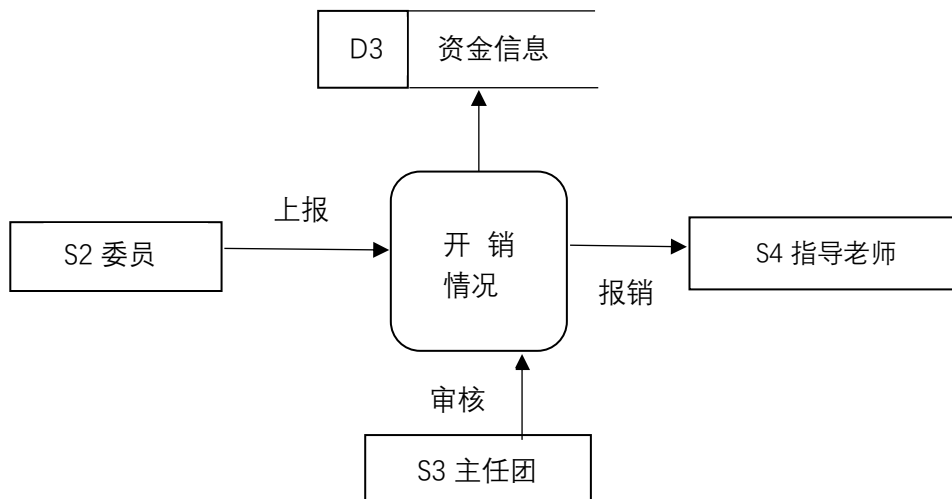 D3 资金信息
上报
S2 委员
开 销
情况
S4 指导老师
报销
审核
S3 主任团